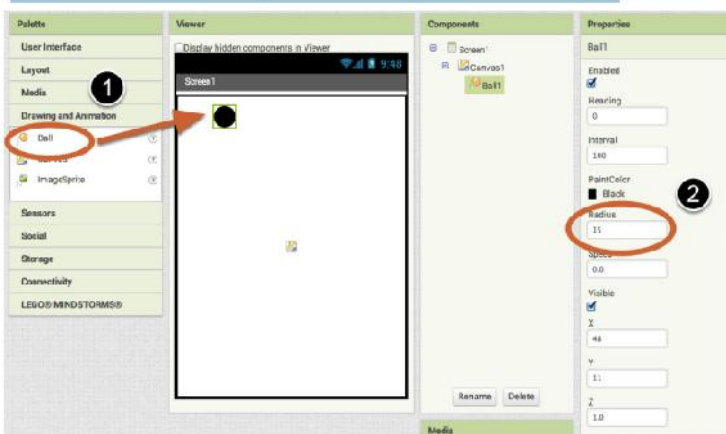 Palette
User Interface
Layout
Media
1
Drawing and Animation
Ball
ImageSprite
Sensors
Social
Storage
Connectivity
LEGO® MINDSTORMS®
Viewer
Display hidden components in Viewer
9:48
Screen1
Components
Screen1
Canvas1
Ball1
Rename
Delete
Media
Properties
Ball1
Enabled
Heading
0
Interval
PaintColor
Black
2
Radius
15
Speed
0.0
Visible
X
Y
Z
1.0